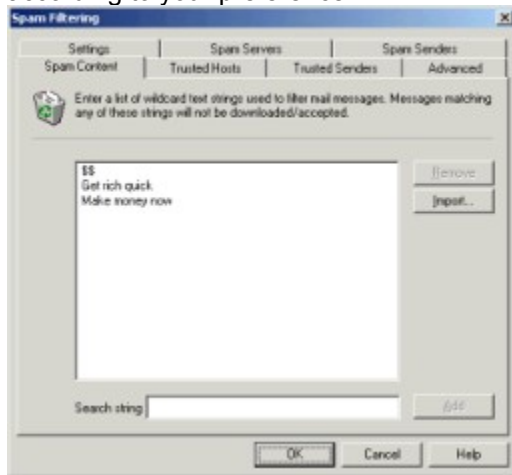 Spam Filtering
Settings Spam Servers Spam Senders
Spam Content Trusted Hosts Trusted Senders Advanced
Enter a list of wildcard text strings used to filter mail messages. Messages matching
any of these strings will not be downloaded/accepted.
$$
Get rich quick
Make money now
Remove
Import...
Search string
Add
OK Cancel Help